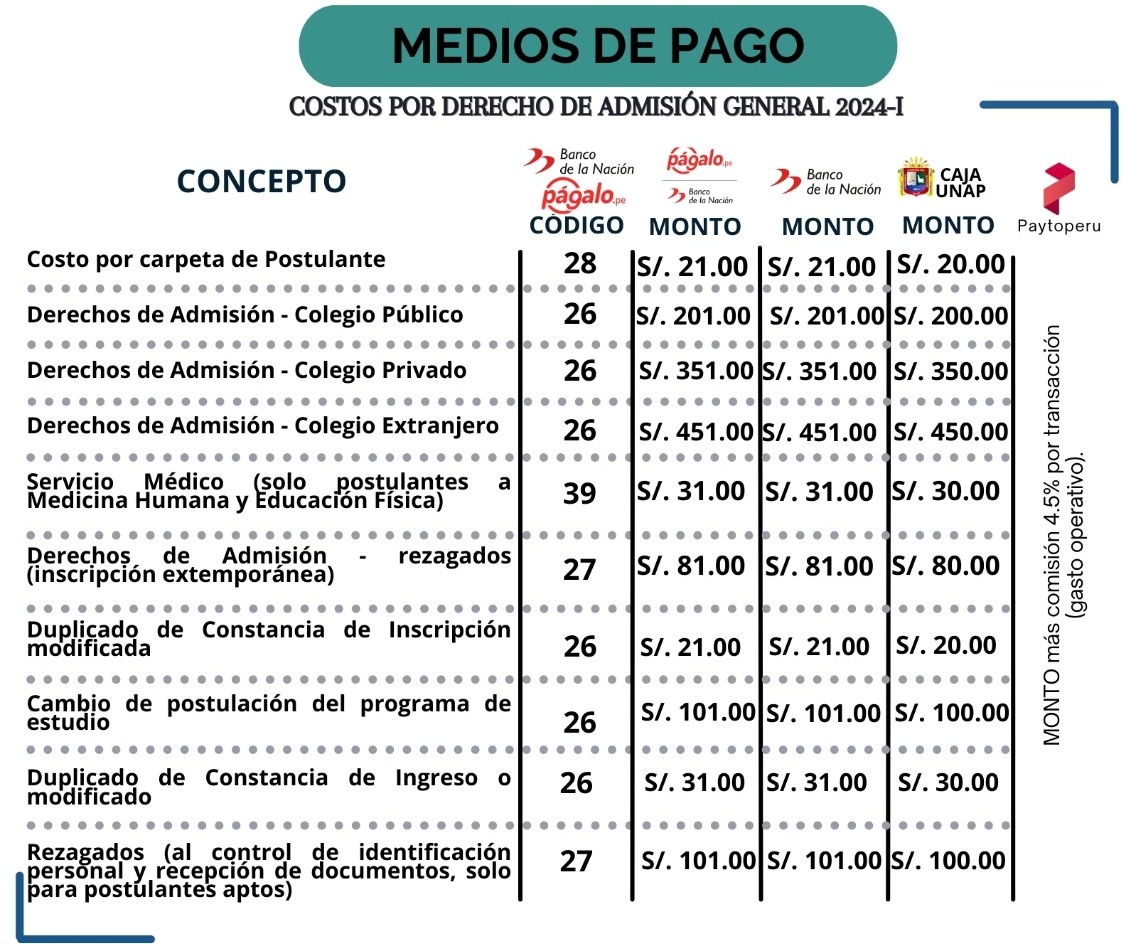 MEDIOS DE PAGO
COSTOS POR DERECHO DE ADMISIÓN GENERAL 2024-I
CONCEPTO
Banco
de la Nación
págalo.pe
CÓDIGO
págalo.pe
Banco
de la Nación
MONTO
Banco
de la Nación
MONTO
CAJA
UNAP
MONTO
Paytoperu
Costo por carpeta de Postulante 28 S/. 21.00 S/. 21.00 S/. 20.00
Derechos de Admisión - Colegio Público 26 S/. 201.00 S/. 201.00 S/. 200.00
Derechos de Admisión - Colegio Privado 26 S/. 351.00 S/. 351.00 S/. 350.00
Derechos de Admisión - Colegio Extranjero 26 S/. 451.00 S/. 451.00 S/. 450.00
Servicio Médico (solo postulantes a
Medicina Humana y Educación Física)
39 S/. 31.00 S/. 31.00 S/. 30.00
Derechos de Admisión - rezagados
(inscripción extemporánea)
27 S/. 81.00 S/. 81.00 S/. 80.00
Duplicado de Constancia de Inscripción
modificada
26 S/. 21.00 S/. 21.00 S/. 20.00
Cambio de postulación del programa de
estudio
26 S/. 101.00 S/. 101.00 S/. 100.00
Duplicado de Constancia de Ingreso o
modificado
26 S/. 31.00 S/. 31.00 S/. 30.00
Rezagados (al control de identificación
personal y recepción de documentos, solo
para postulantes aptos)
27 S/. 101.00 S/. 101.00 S/. 100.00
MONTO más comisión 4.5% por transacción
(gasto operativo).